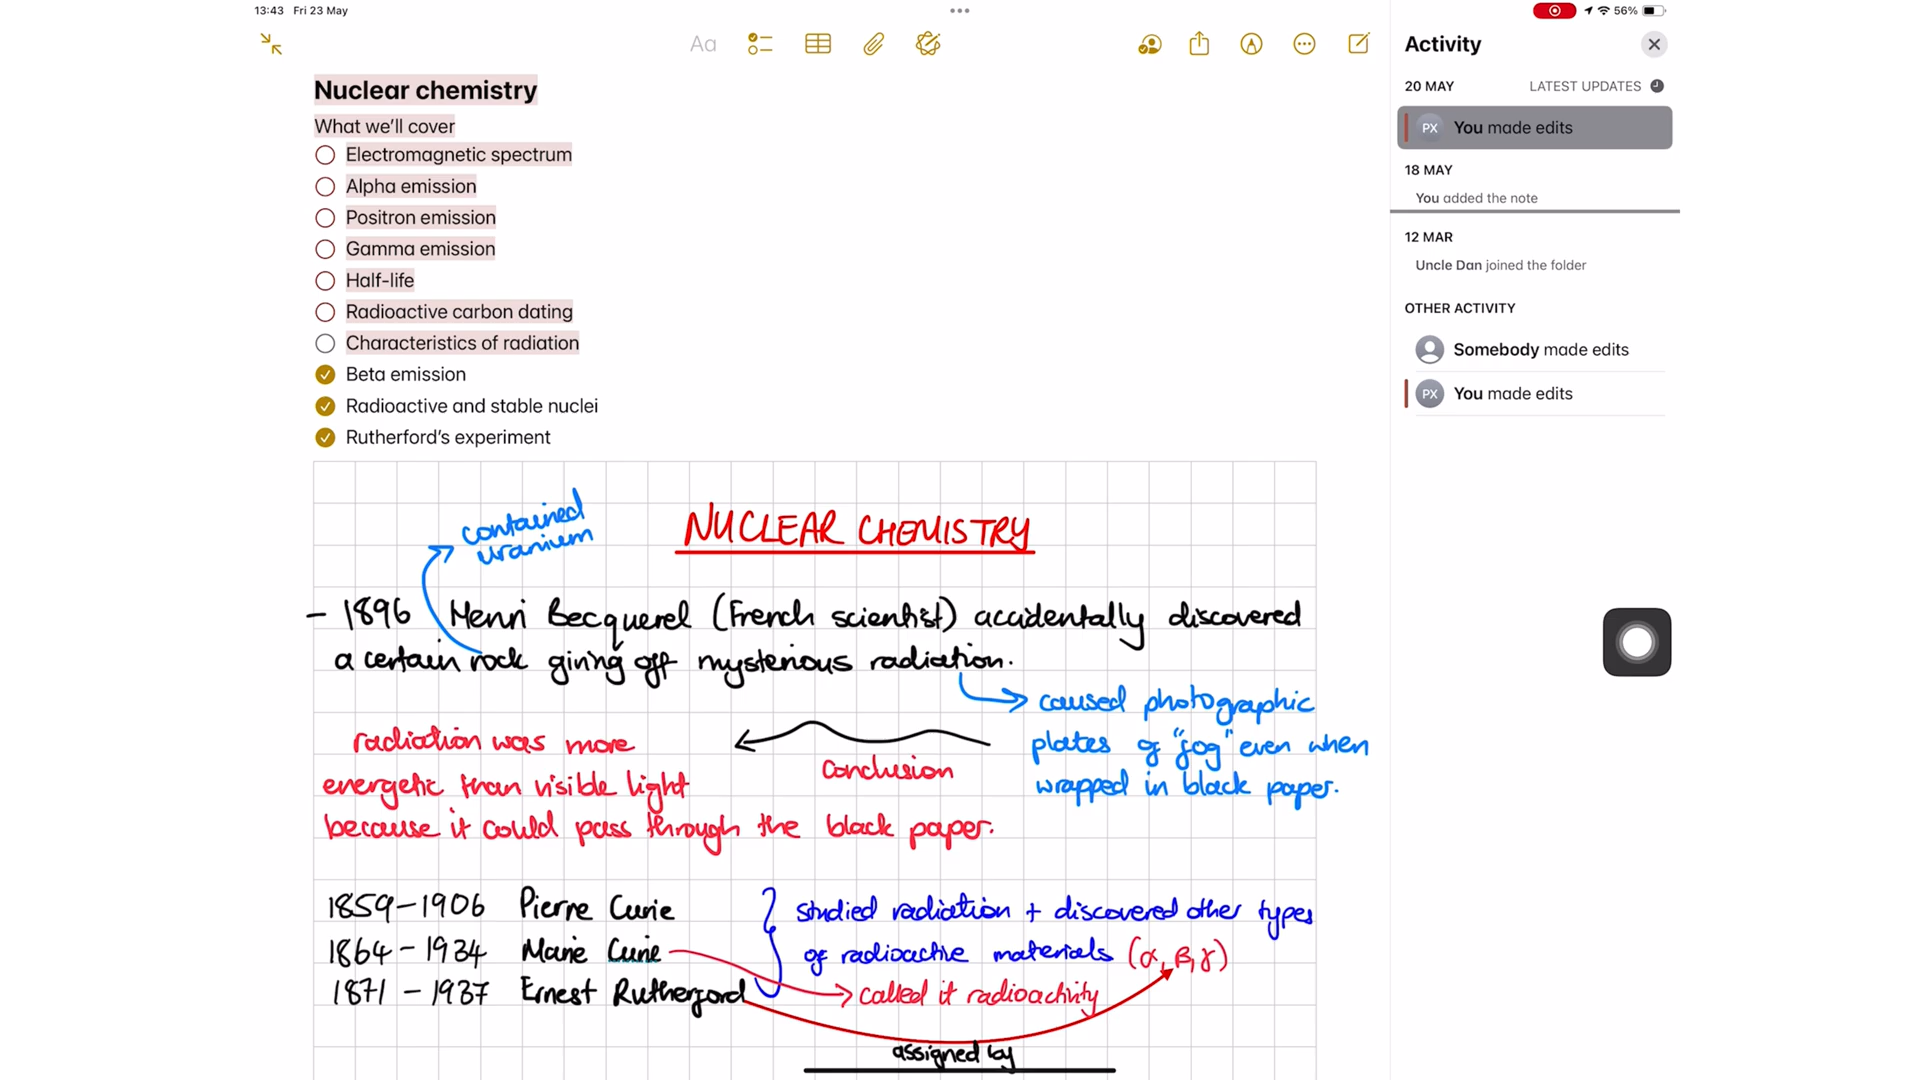 13:43 Fri 23 May
56%
Aa
Nuclear chemistry
What we'll cover
Electromagnetic spectrum
Alpha emission
Positron emission
Gamma emission
Half-life
Radioactive carbon dating
Characteristics of radiation
Beta emission
Radioactive and stable nuclei
Rutherford's experiment
contained
uranium
NUCLEAR CHEMISTRY
– 1896 Henri Becquerel (French scientist) accidentally discovered
a certain rock giving off mysterious radiation.
caused photographic
plates of "fog" even when
wrapped in black paper.
Conclusion
radiation was more
energetic than visible light
because it could pass through the black paper.
1859–1906 Pierre Curie
1864 – 1934 Marie Curie
1871 – 1937 Ernest Rutherford
studied radiation + discovered other types
of radioactive materials (α, β, γ)
called it radioactivity
assigned by
Activity
20 MAY LATEST UPDATES
PX You made edits
18 MAY
You added the note
12 MAR
Uncle Dan joined the folder
OTHER ACTIVITY
Somebody made edits
PX You made edits